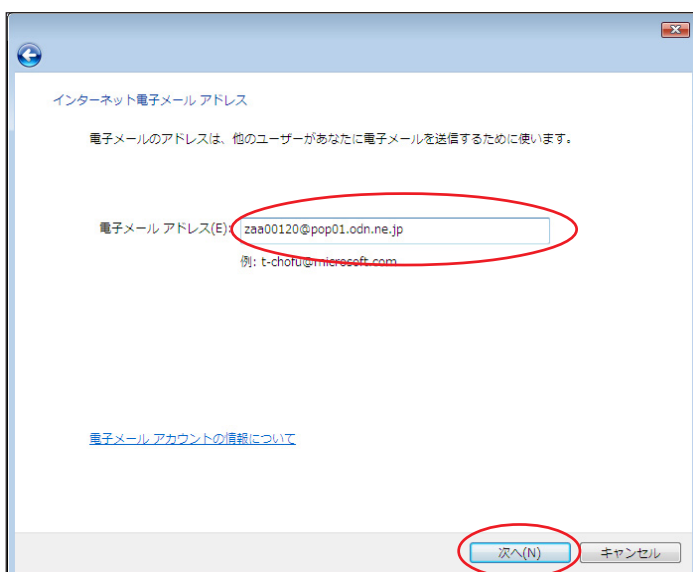 インターネット電子メール アドレス
電子メールのアドレスは、他のユーザーがあなたに電子メールを送信するために使います。
電子メール アドレス(E): zaa00120@pop01.odn.ne.jp
例: t-chofu@microsoft.com
電子メール アカウントの情報について
次へ(N) キャンセル